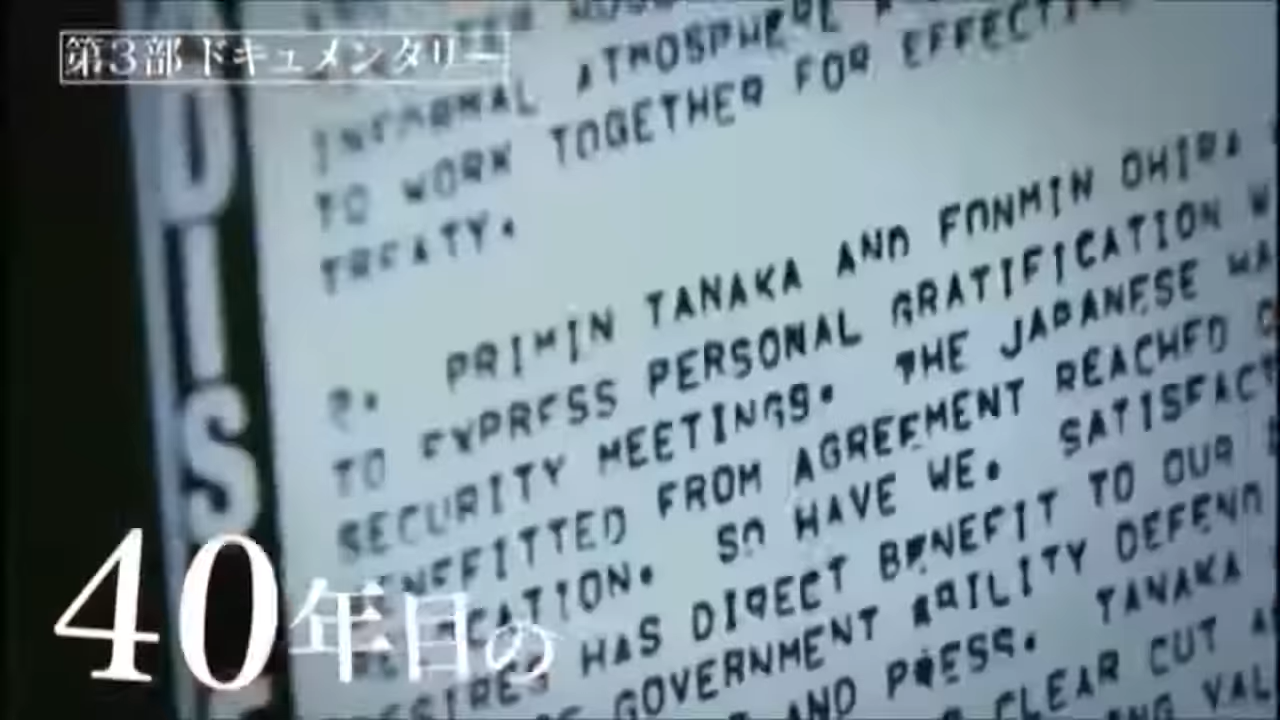 第3部 ドキュメンタリー
INFORMAL ATMOSPHERE
TO WORK TOGETHER FOR
TREATY.
2. PRIMIN TANAKA AND FONMIN OHIRA
TO EXPRESS PERSONAL GRATIFICATION
SECURITY MEETINGS. THE JAPANESE
BENEFITTED FROM AGREEMENT REACHED
SO HAVE WE.
HAS DIRECT BENEFIT TO OUR
GOVERNMENT ABILITY DEFEND
AND PRESS. TANAKA
CLEAR CUT
DIS
40年目の